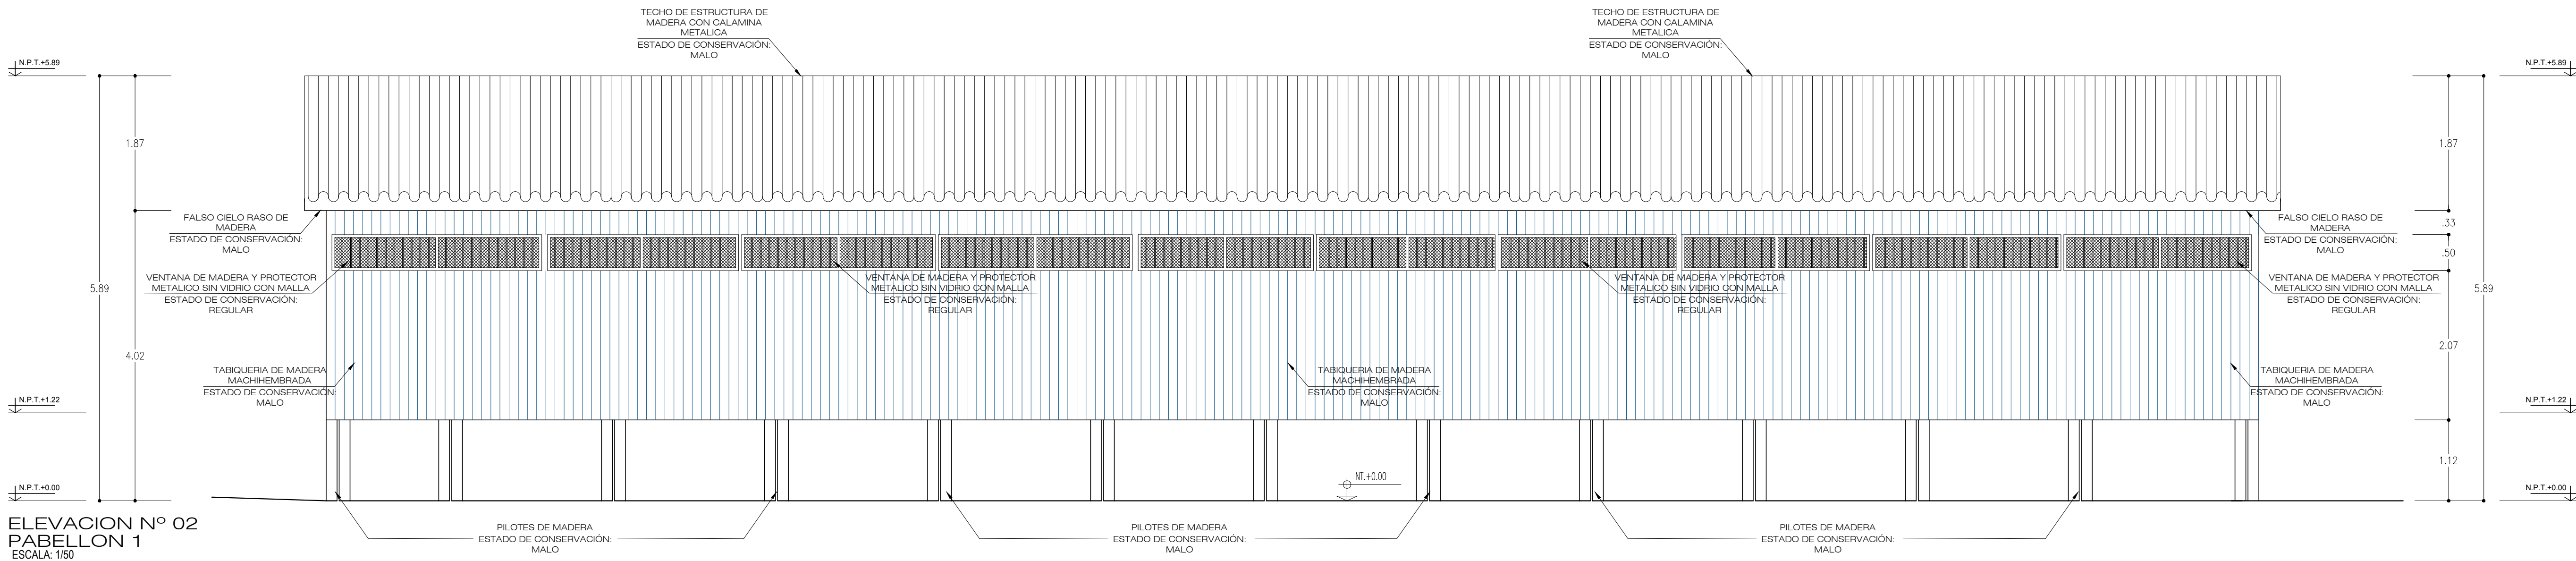 TECHO DE ESTRUCTURA DE
MADERA CON CALAMINA
METALICA
ESTADO DE CONSERVACIÓN:
MALO
TECHO DE ESTRUCTURA DE
MADERA CON CALAMINA
METALICA
ESTADO DE CONSERVACIÓN:
MALO
N.P.T.+5.89
N.P.T.+5.89
1.87
1.87
FALSO CIELO RASO DE
MADERA
ESTADO DE CONSERVACIÓN:
MALO
FALSO CIELO RASO DE
MADERA
ESTADO DE CONSERVACIÓN:
MALO
.33
.50
VENTANA DE MADERA Y PROTECTOR
METALICO SIN VIDRIO CON MALLA
ESTADO DE CONSERVACIÓN:
REGULAR
VENTANA DE MADERA Y PROTECTOR
METALICO SIN VIDRIO CON MALLA
ESTADO DE CONSERVACIÓN:
REGULAR
VENTANA DE MADERA Y PROTECTOR
METALICO SIN VIDRIO CON MALLA
ESTADO DE CONSERVACIÓN:
REGULAR
VENTANA DE MADERA Y PROTECTOR
METALICO SIN VIDRIO CON MALLA
ESTADO DE CONSERVACIÓN:
REGULAR
5.89
5.89
4.02
2.07
TABIQUERIA DE MADERA
MACHIHEMBRADA
ESTADO DE CONSERVACIÓN:
MALO
TABIQUERIA DE MADERA
MACHIHEMBRADA
ESTADO DE CONSERVACIÓN:
MALO
TABIQUERIA DE MADERA
MACHIHEMBRADA
ESTADO DE CONSERVACIÓN:
MALO
N.P.T.+1.22
N.P.T.+1.22
1.12
NT.+0.00
N.P.T.+0.00
N.P.T.+0.00
PILOTES DE MADERA
ESTADO DE CONSERVACIÓN:
MALO
PILOTES DE MADERA
ESTADO DE CONSERVACIÓN:
MALO
PILOTES DE MADERA
ESTADO DE CONSERVACIÓN:
MALO
ELEVACION Nº 02
PABELLON 1
ESCALA: 1/50